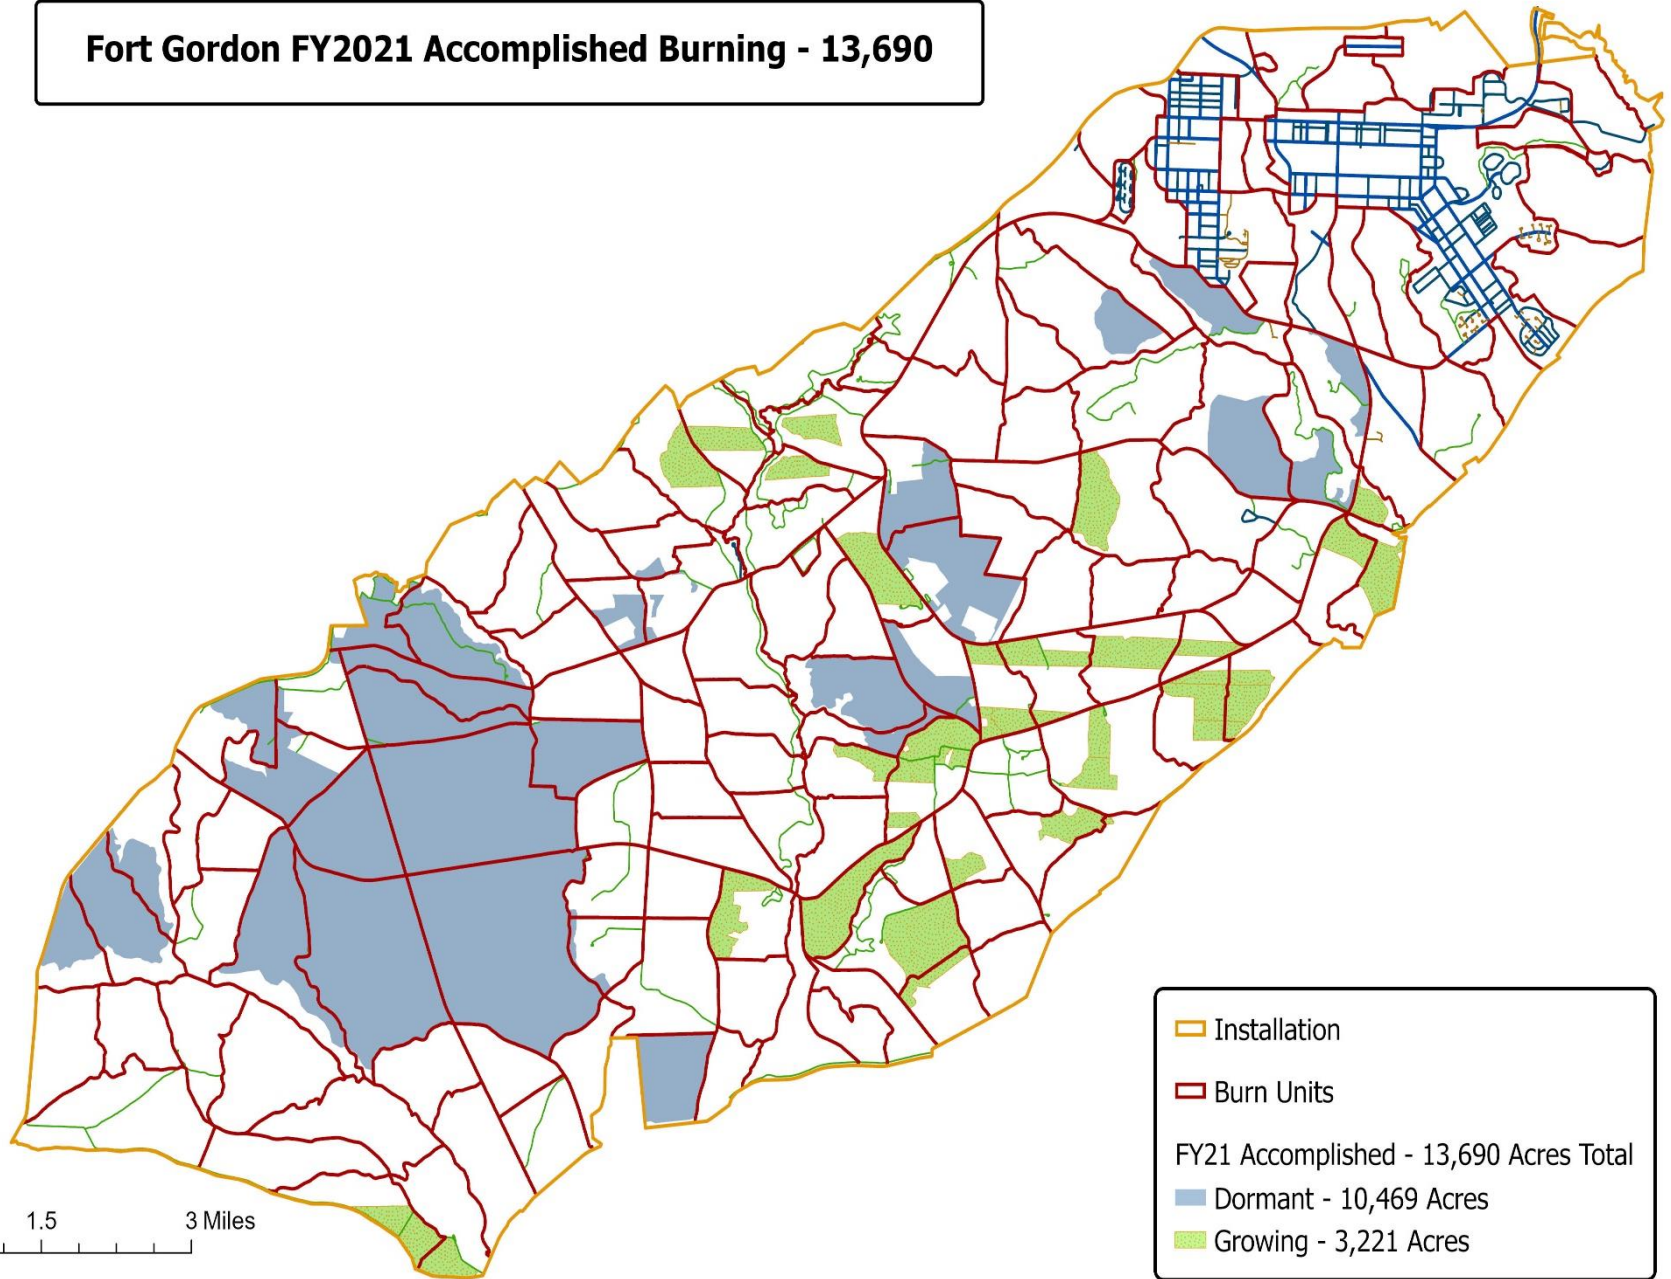 Fort Gordon FY2021 Accomplished Burning - 13,690
Installation
Burn Units
FY21 Accomplished - 13,690 Acres Total
Dormant - 10,469 Acres
Growing - 3,221 Acres
1.5 3 Miles